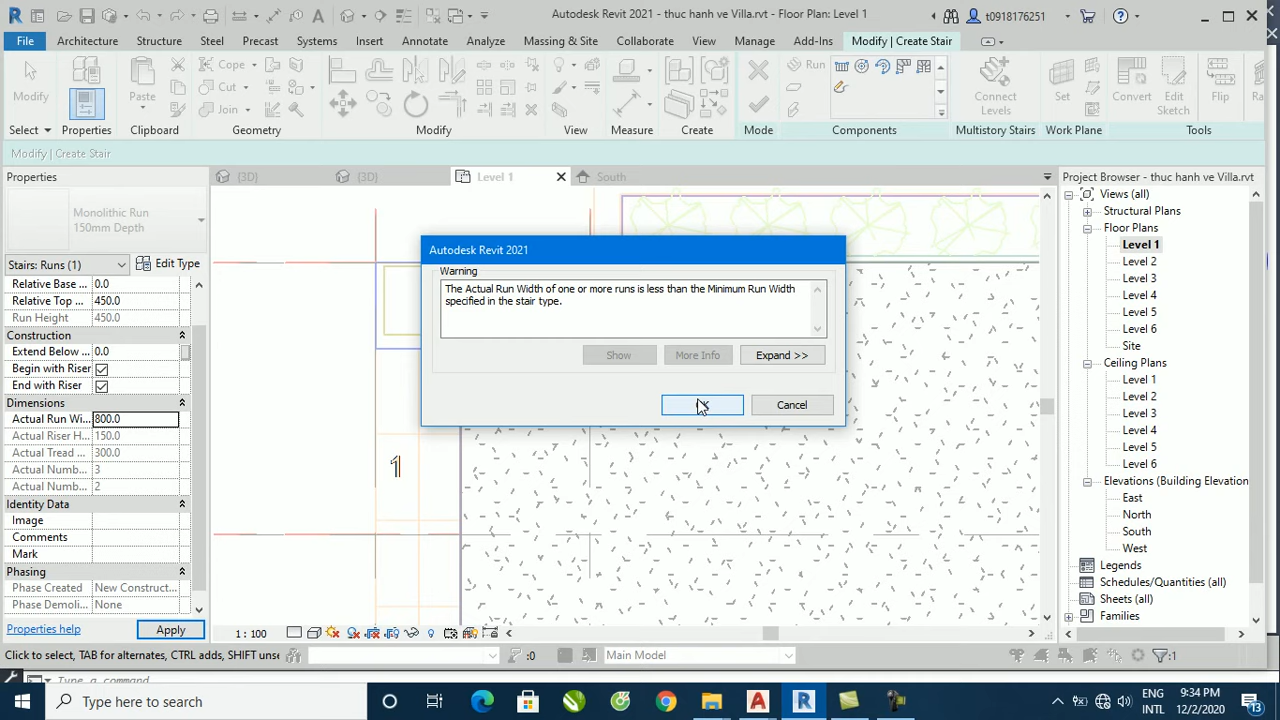 Autodesk Revit 2021 - thuc hanh ve Villa.rvt - Floor Plan: Level 1
t0918176251
File Architecture Structure Steel Precast Systems Insert Annotate Analyze Massing & Site Collaborate View Manage Add-Ins Modify | Create Stair
Modify
Paste
Cope
Cut
Join
Run
Connect
Levels
Set
Convert
Edit
Sketch
Flip
Select Properties Clipboard Geometry Modify View Measure Create Mode Components Multistory Stairs Work Plane Tools
Modify | Create Stair
Properties
Monolithic Run
150mm Depth
Stairs: Runs (1) Edit Type
Relative Base ... 0.0
Relative Top ... 450.0
Run Height 450.0
Construction
Extend Below ... 0.0
Begin with Riser
End with Riser
Dimensions
Actual Run Wi... 800.0
Actual Riser H... 150.0
Actual Tread ... 300.0
Actual Numb... 3
Actual Numb... 2
Identity Data
Image
Comments
Mark
Phasing
Phase Created New Construct...
Phase Demoli... None
Properties help Apply
(3D) (3D) Level 1 South
1
Autodesk Revit 2021
Warning
The Actual Run Width of one or more runs is less than the Minimum Run Width
specified in the stair type.
Show More Info Expand >>
OK Cancel
Project Browser - thuc hanh ve Villa.rvt
Views (all)
Structural Plans
Floor Plans
Level 1
Level 2
Level 3
Level 4
Level 5
Level 6
Site
Ceiling Plans
Level 1
Level 2
Level 3
Level 4
Level 5
Level 6
Elevations (Building Elevation
East
North
South
West
Legends
Schedules/Quantities (all)
Sheets (all)
Families
1 : 100
Click to select, TAB for alternates, CTRL adds, SHIFT unse
:0
Main Model
:1
Type a command
Type here to search
ENG
INTL
9:34 PM
12/2/2020
13